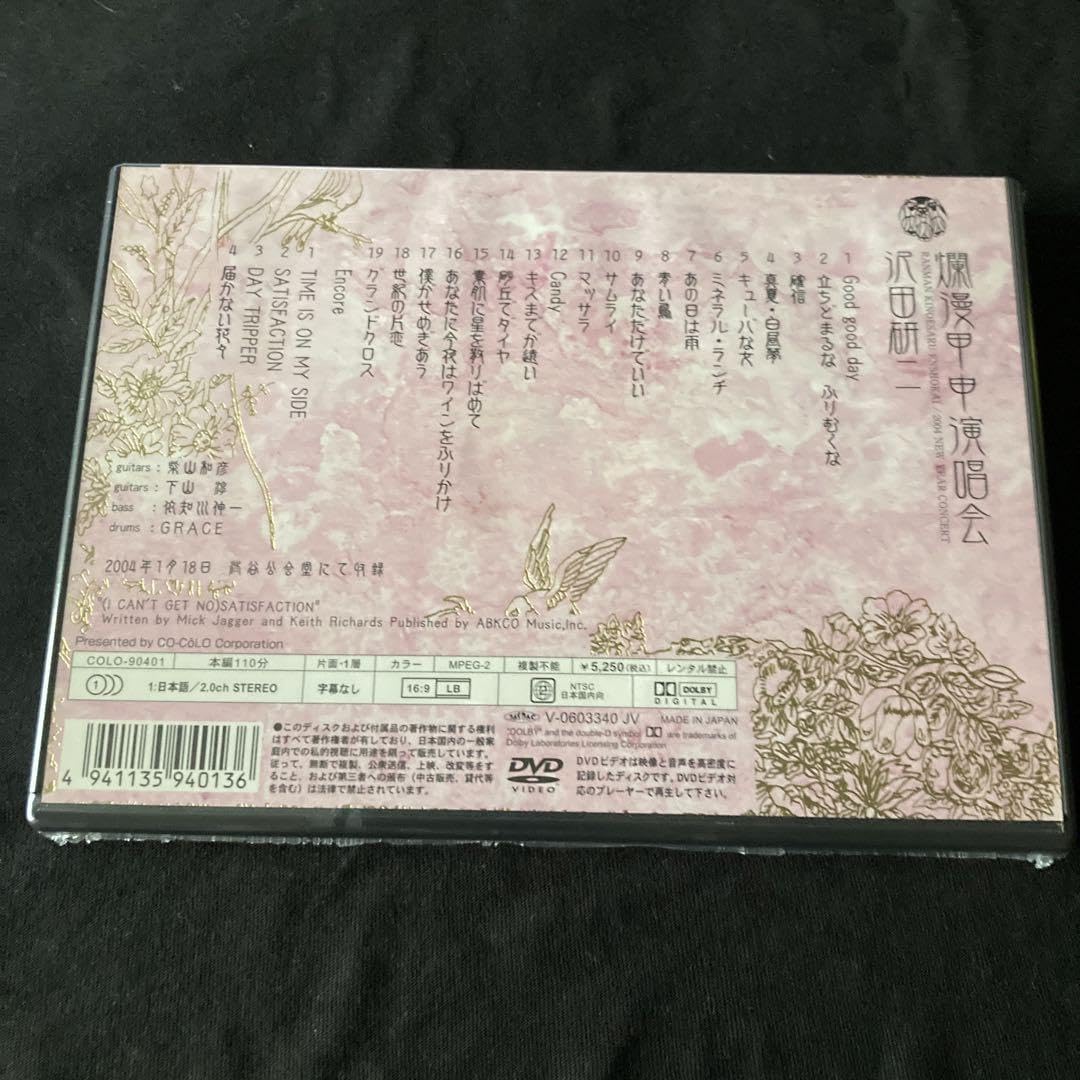 爛漫甲申演唱会
RANMAN KINOESARU ENSHOKAI / 2004 NEW YEAR CONCERT
沢田研二
1 Good good day
2 立ちどまるな ふりむくな
3 確信
4 真夏・白昼夢
5 キューバな女
6 ミネラル・ランチ
7 あの日は雨
8 青い鳥
9 あなただけでいい
10 サムライ
11 マッサラ
12 Candy
13 キスまでが遠い
14 砂丘でダイヤ
15 素肌に星を散りばめて
16 あなたに今夜はワインをふりかけ
17 僕がせめぎあう
18 世紀の片恋
19 グランドクロス
Encore
1 TIME IS ON MY SIDE
2 SATISFACTION
3 DAY TRIPPER
4 届かない花々
guitars : 柴山和彦
guitars : 下山 淳
bass : 依知川伸一
drums : GRACE
2004年1月18日 渋谷公会堂にて収録
"(I CAN'T GET NO)SATISFACTION"
Written by Mick Jagger and Keith Richards Published by ABKCO Music,Inc.
Presented by CO-CóLO Corporation
COLO-90401 本編110分 片面・1層 カラー MPEG-2 複製不能 ¥5,250(税込) レンタル禁止
1:日本語/2.0ch STEREO 字幕なし 16:9 LB 2 NTSC 日本国内向 DOLBY DIGITAL
4 941135 940136
●このディスクおよび付属品の著作物に関する権利
はすべて著作権者が有しており、日本国内の一般家
庭内での私的視聴に用途を限って販売しています。
従って、無断で複製、公衆送信、上映、改変等をす
ること、および第三者への頒布(中古販売、貸代等
を含む)は法律で禁止されています。
V-0603340 JV MADE IN JAPAN
"DOLBY" and the double-D symbol are trademarks of
Dolby Laboratories Licensing Corporation
DVD VIDEO
DVDビデオは映像と音声を高密度に
記録したディスクです。DVDビデオ対
応のプレーヤーで再生して下さい。